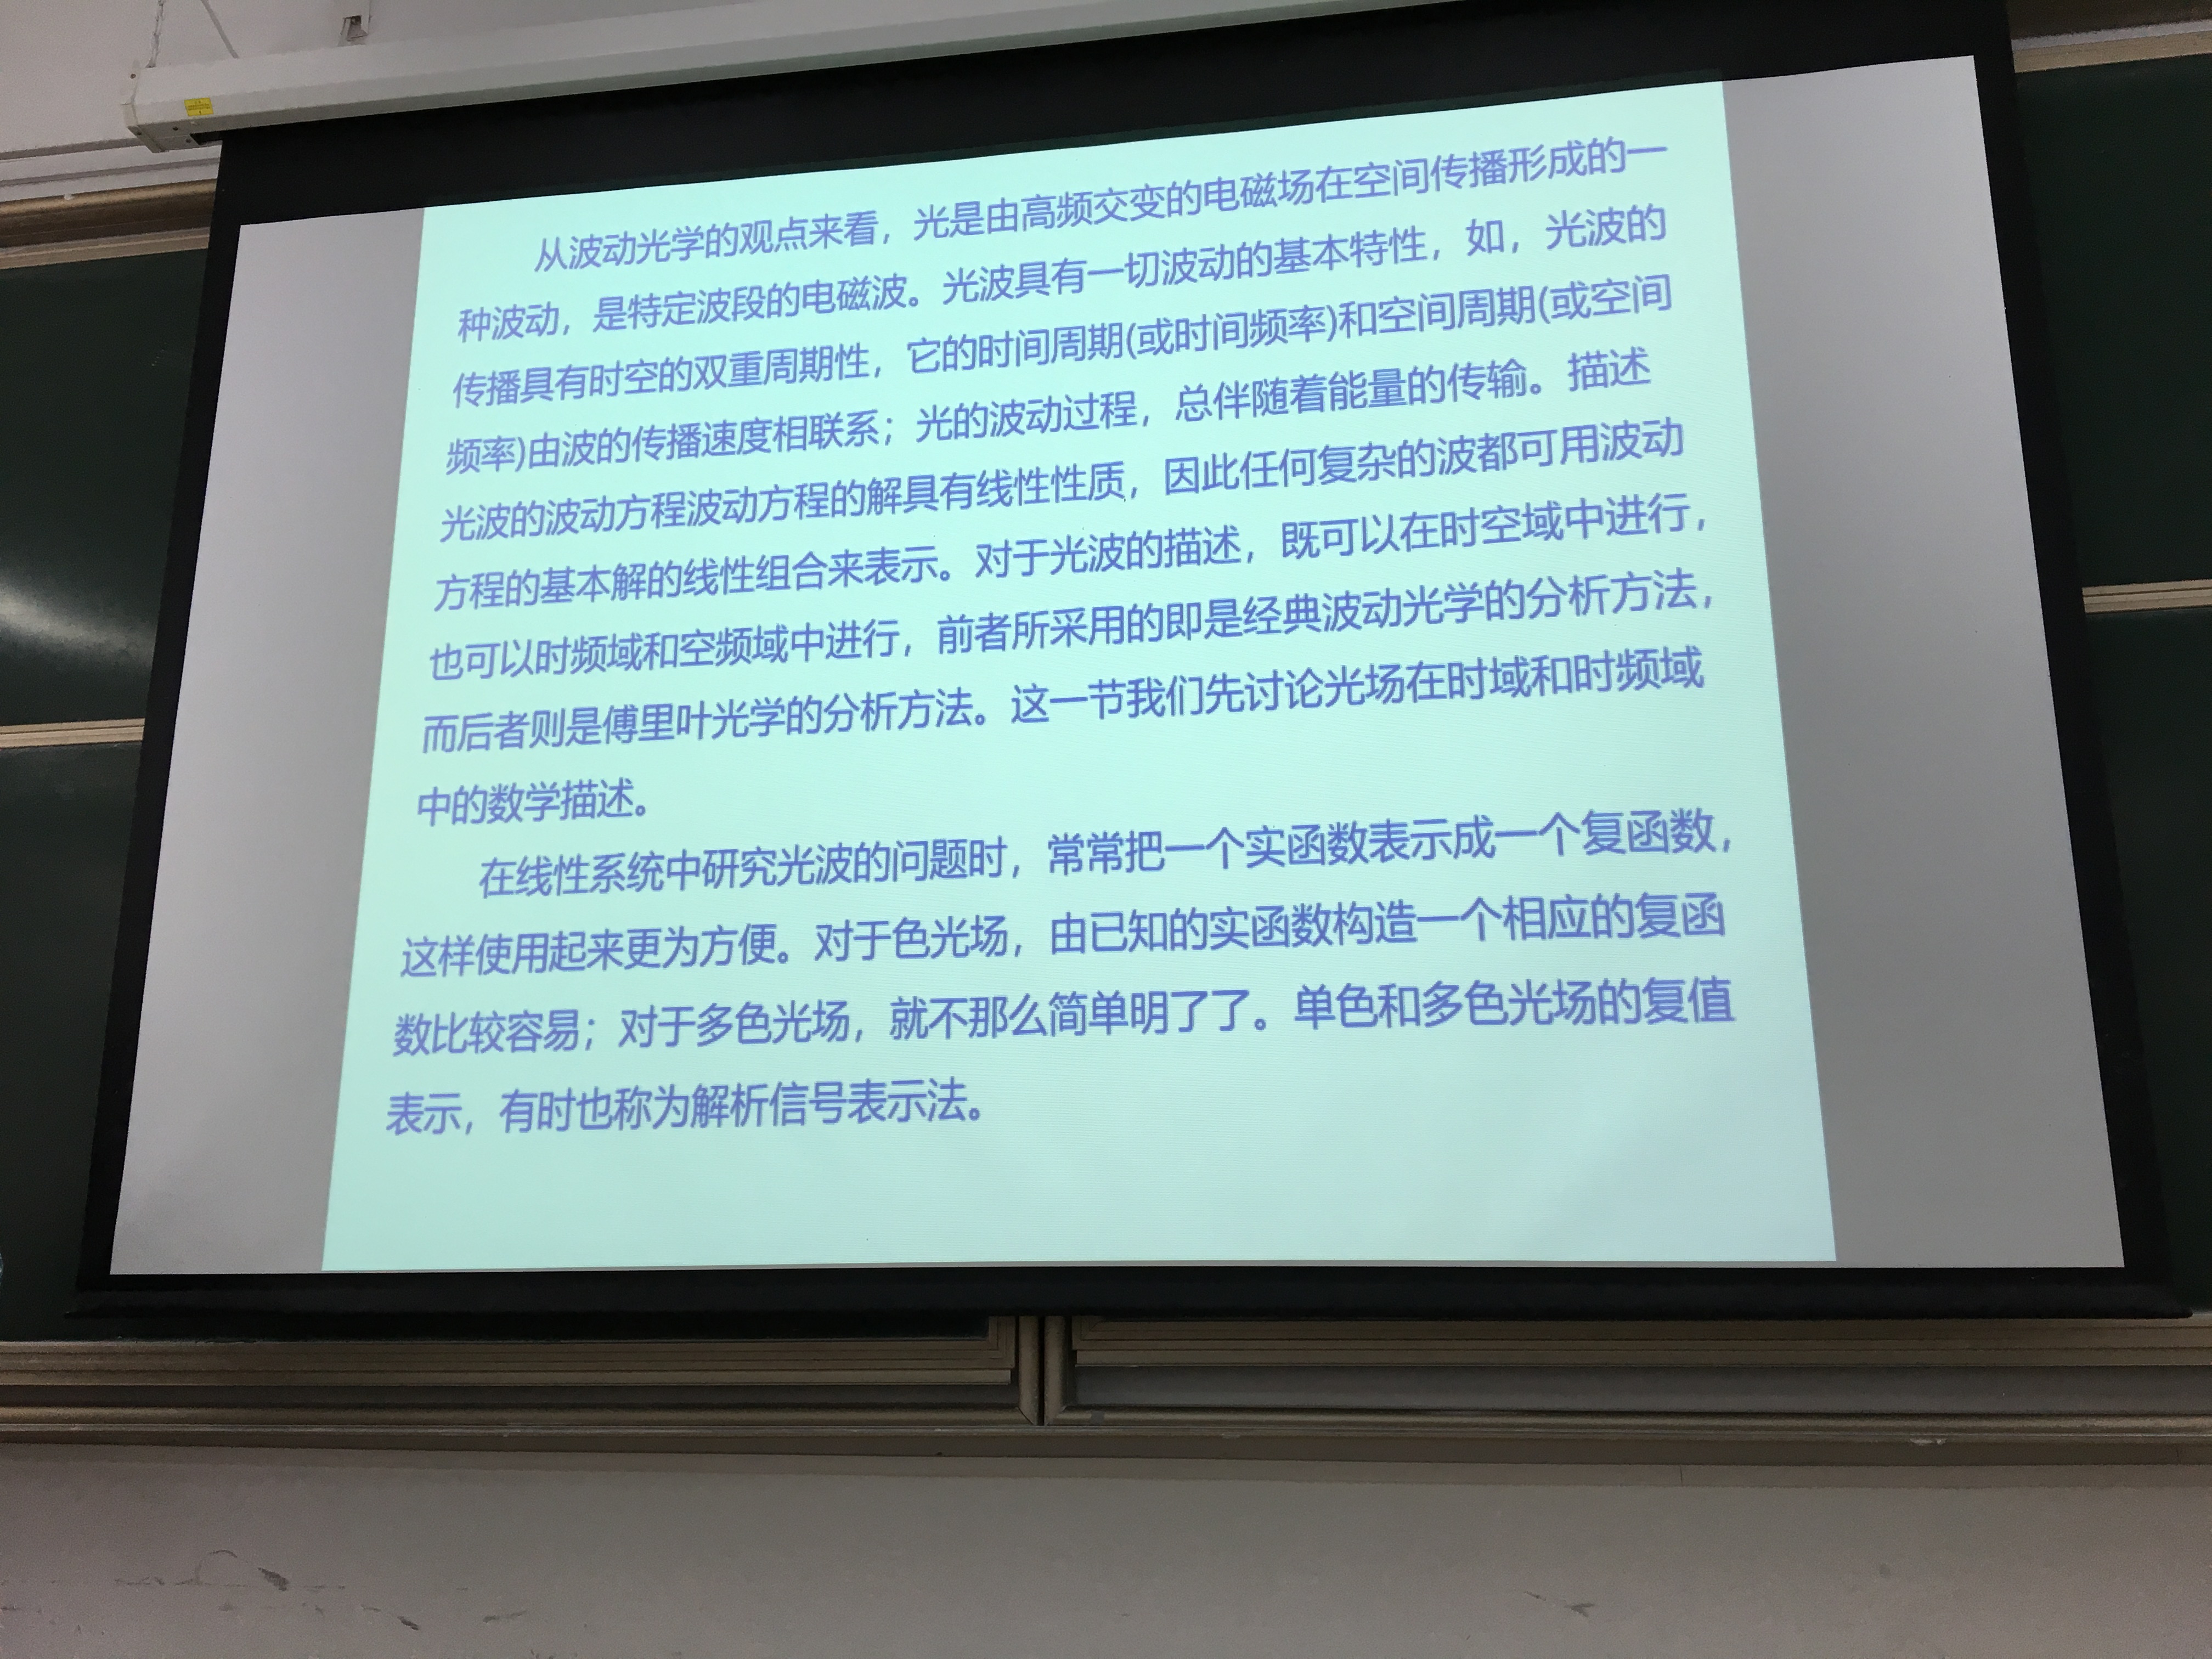 从波动光学的观点来看，光是由高频交变的电磁场在空间传播形成的一
种波动，是特定波段的电磁波。光波具有一切波动的基本特性，如，光波的
传播具有时空的双重周期性，它的时间周期(或时间频率)和空间周期(或空间
频率)由波的传播速度相联系；光的波动过程，总伴随着能量的传输。描述
光波的波动方程波动方程的解具有线性性质，因此任何复杂的波都可用波动
方程的基本解的线性组合来表示。对于光波的描述，既可以在时空域中进行，
也可以时频域和空频域中进行，前者所采用的即是经典波动光学的分析方法，
而后者则是傅里叶光学的分析方法。这一节我们先讨论光场在时域和时频域
中的数学描述。
在线性系统中研究光波的问题时，常常把一个实函数表示成一个复函数，
这样使用起来更为方便。对于色光场，由已知的实函数构造一个相应的复函
数比较容易；对于多色光场，就不那么简单明了了。单色和多色光场的复值
表示，有时也称为解析信号表示法。